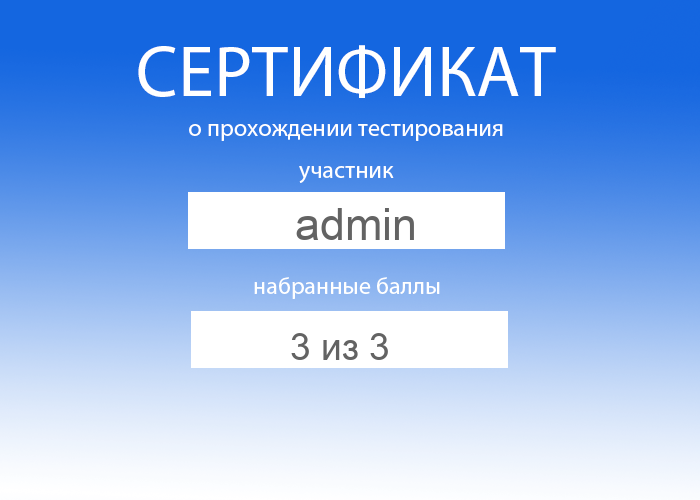 СЕРТИФИКАТ
о прохождении тестирования
участник
admin
набранные баллы
3 из 3